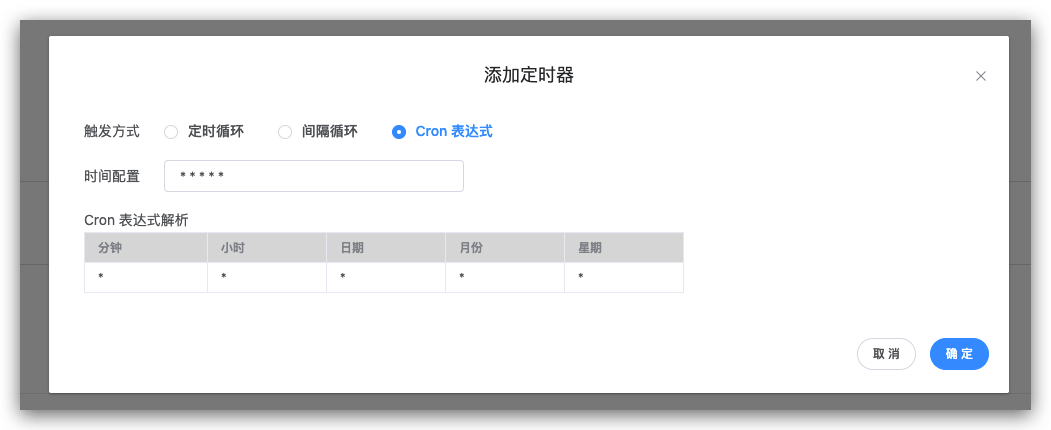 添加定时器
触发方式 定时循环 间隔循环 Cron 表达式
时间配置 * * * * *
Cron 表达式解析
分钟 小时 日期 月份 星期
* * * * *
取 消 确 定